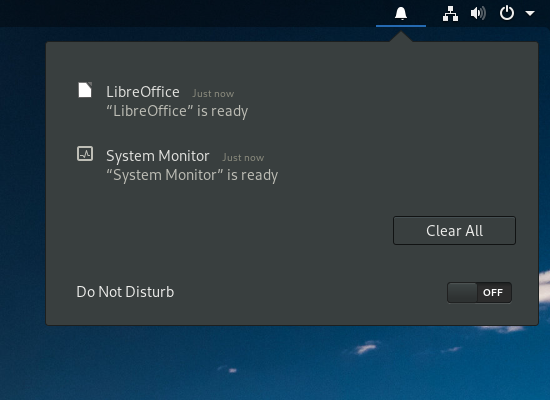 LibreOffice Just now
“LibreOffice” is ready
System Monitor Just now
“System Monitor” is ready
Clear All
Do Not Disturb OFF